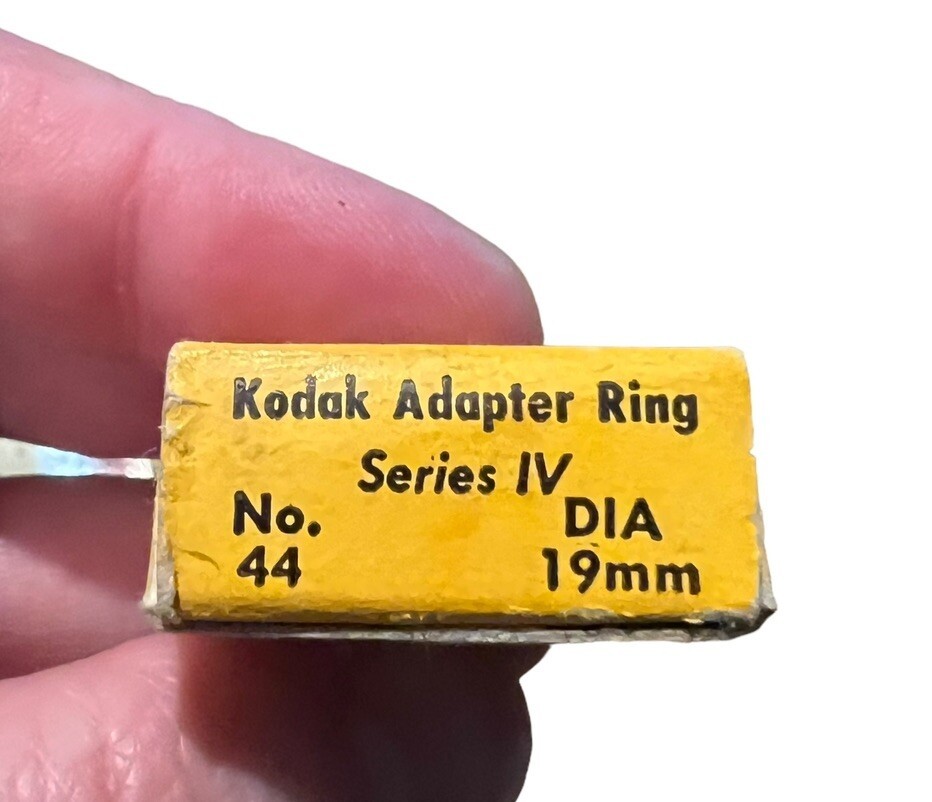 Kodak Adapter Ring
Series IV
No. DIA
44 19mm